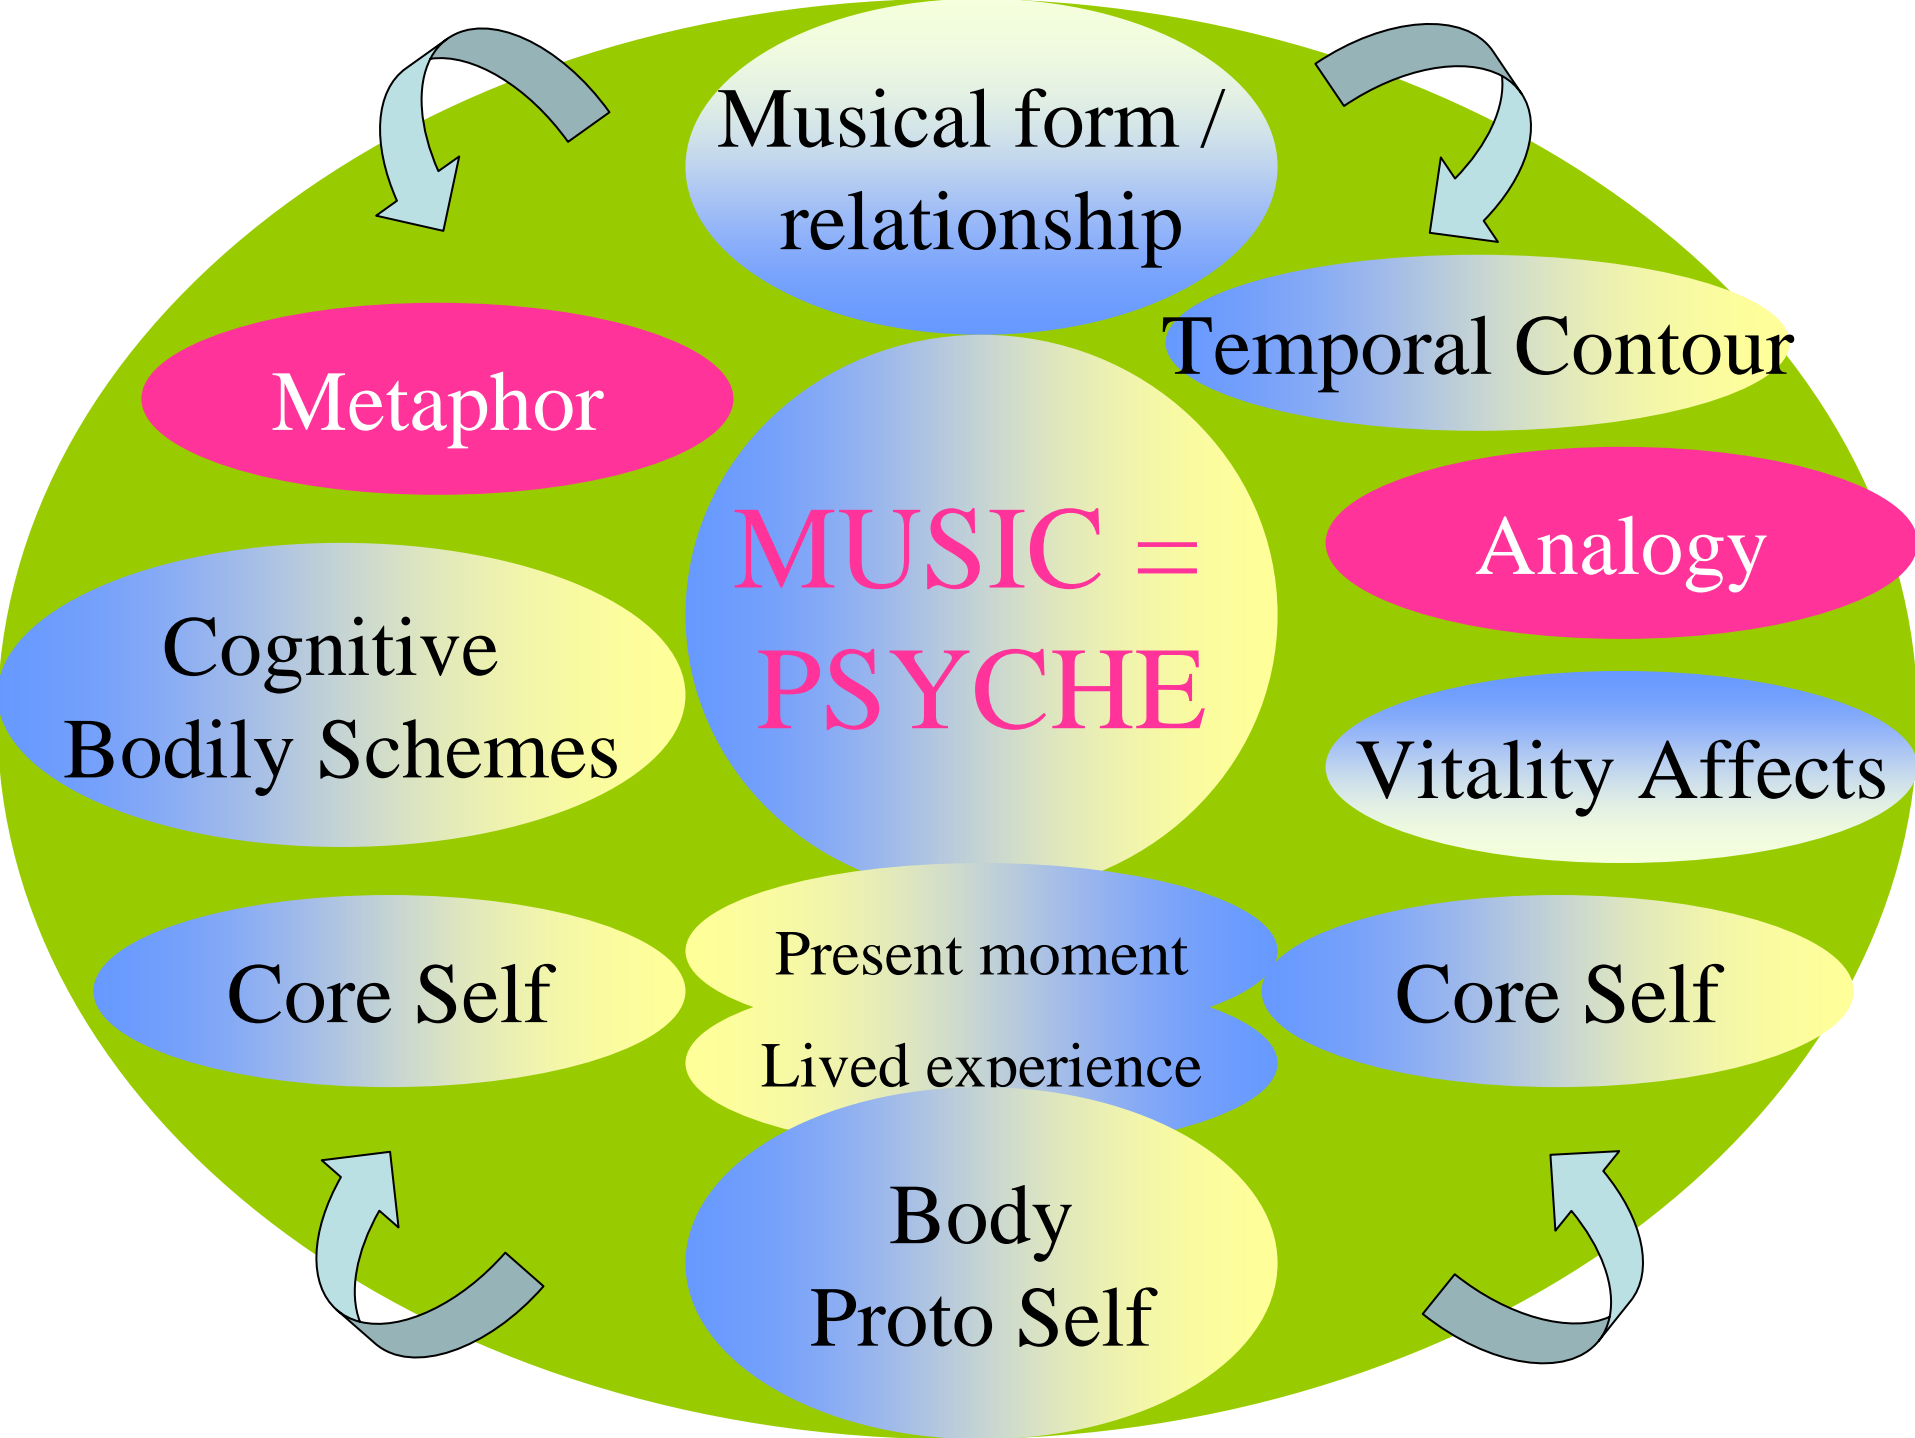 Musical form /
relationship
Temporal Contour
Metaphor
Analogy
MUSIC =
PSYCHE
Cognitive
Bodily Schemes
Vitality Affects
Core Self
Present moment
Core Self
Lived experience
Body
Proto Self